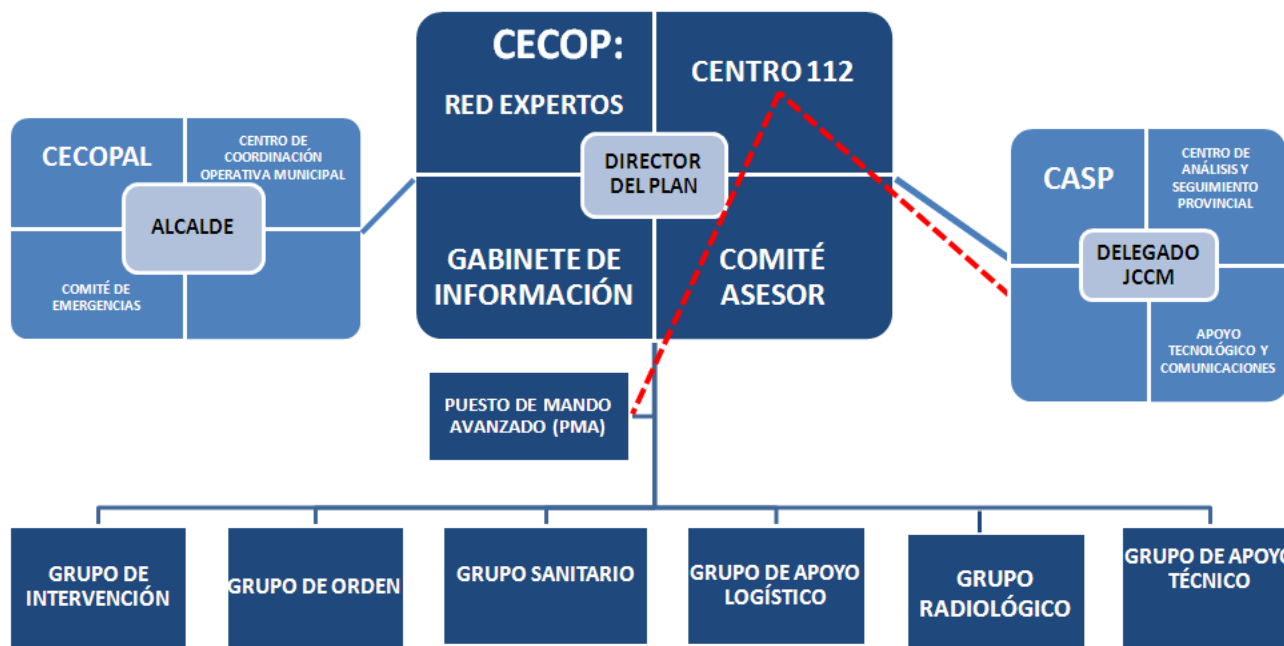 CECOP:
RED EXPERTOS
CENTRO 112
DIRECTOR
DEL PLAN
GABINETE DE
INFORMACIÓN
COMITÉ
ASESOR
CECOPAL
CENTRO DE
COORDINACIÓN
OPERATIVA MUNICIPAL
ALCALDE
COMITÉ DE
EMERGENCIAS
CASP
CENTRO DE
ANÁLISIS Y
SEGUIMIENTO
PROVINCIAL
DELEGADO
JCCM
APOYO
TECNOLÓGICO Y
COMUNICACIONES
PUESTO DE MANDO
AVANZADO (PMA)
GRUPO DE
INTERVENCIÓN
GRUPO DE ORDEN
GRUPO SANITARIO
GRUPO DE APOYO
LOGÍSTICO
GRUPO
RADIOLÓGICO
GRUPO DE APOYO
TÉCNICO